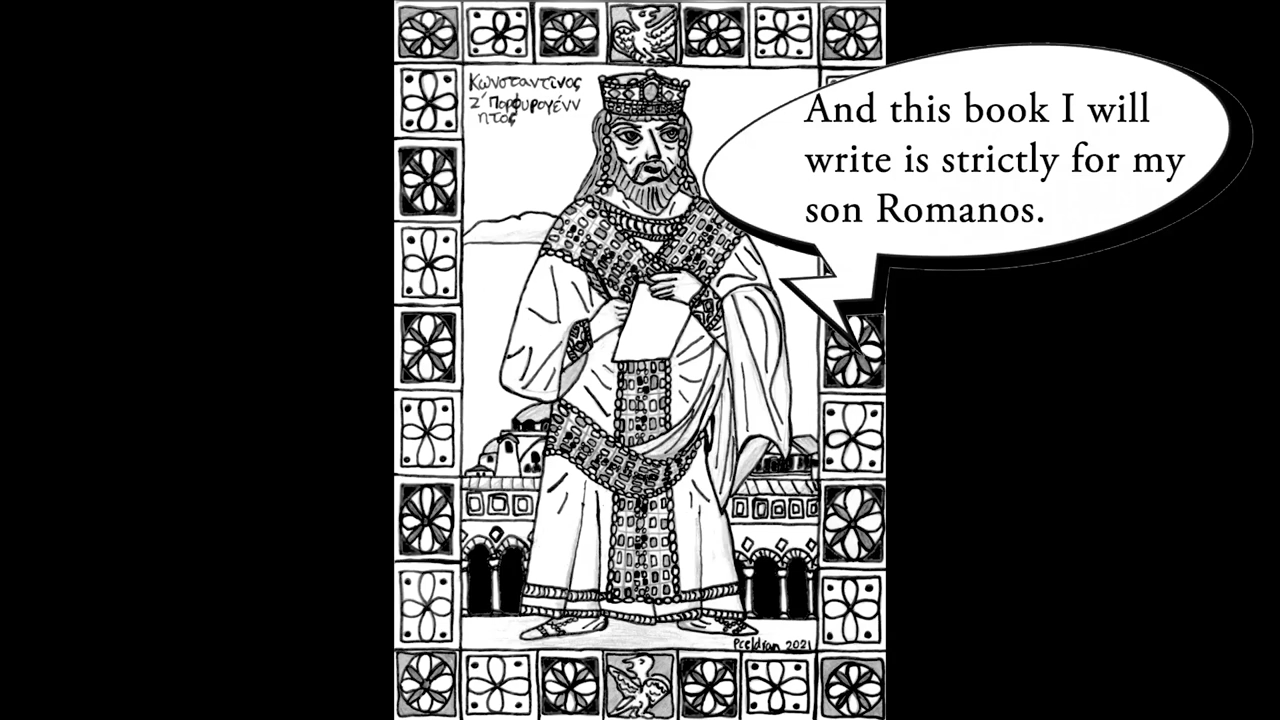 Κωνσταντῖνος
Ζ΄ Πορφυρογένν
ητος
And this book I will
write is strictly for my
son Romanos.
Pceldran 2021